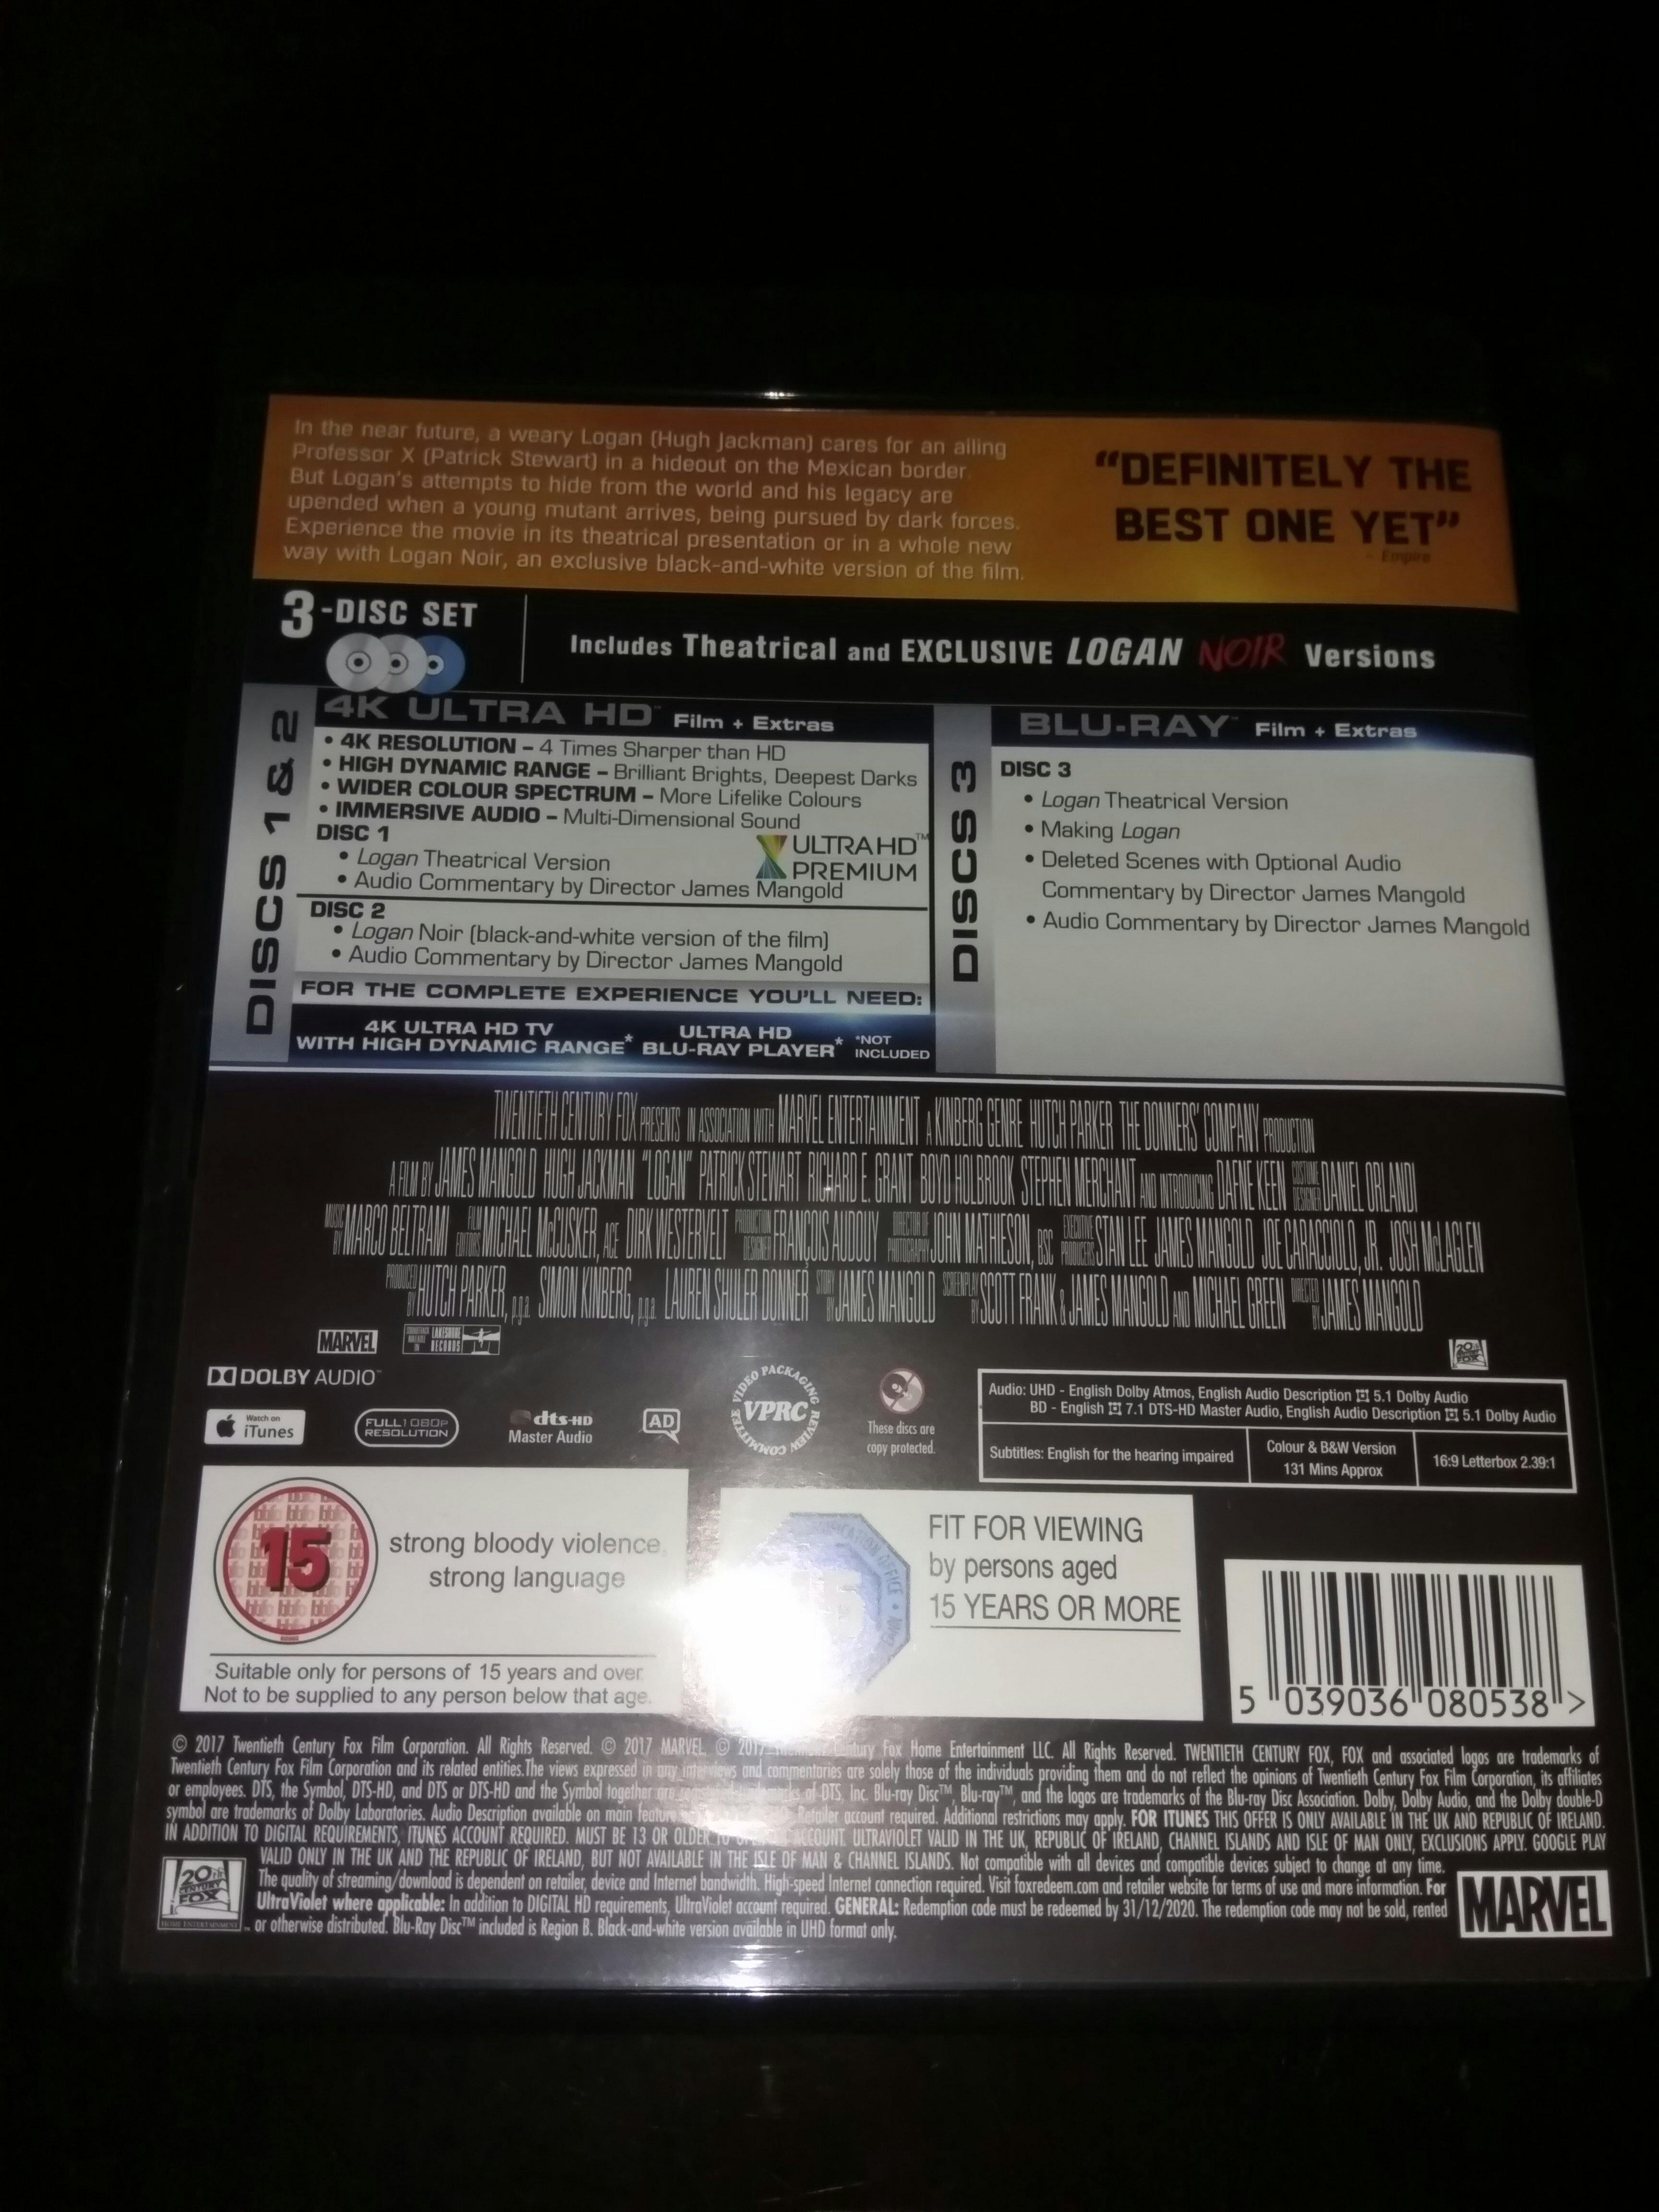 In the near future, a weary Logan (Hugh Jackman) cares for an ailing
Professor X (Patrick Stewart) in a hideout on the Mexican border.
But Logan's attempts to hide from the world and his legacy are
upended when a young mutant arrives, being pursued by dark forces.
Experience the movie in its theatrical presentation or in a whole new
way with Logan Noir, an exclusive black-and-white version of the film.
"DEFINITELY THE
BEST ONE YET"
- Empire
3-DISC SET
Includes Theatrical and EXCLUSIVE LOGAN NOIR Versions
DISCS 1 & 2
4K ULTRA HD™ Film + Extras
• 4K RESOLUTION – 4 Times Sharper than HD
• HIGH DYNAMIC RANGE – Brilliant Brights, Deepest Darks
• WIDER COLOUR SPECTRUM – More Lifelike Colours
• IMMERSIVE AUDIO – Multi-Dimensional Sound
DISC 1
• Logan Theatrical Version
• Audio Commentary by Director James Mangold
ULTRA HD™
PREMIUM
DISC 2
• Logan Noir (black-and-white version of the film)
• Audio Commentary by Director James Mangold
FOR THE COMPLETE EXPERIENCE YOU'LL NEED:
4K ULTRA HD TV
WITH HIGH DYNAMIC RANGE*
ULTRA HD
BLU-RAY PLAYER*
*NOT
INCLUDED
DISCS 3
BLU-RAY™ Film + Extras
DISC 3
• Logan Theatrical Version
• Making Logan
• Deleted Scenes with Optional Audio
Commentary by Director James Mangold
• Audio Commentary by Director James Mangold
TWENTIETH CENTURY FOX PRESENTS IN ASSOCIATION WITH MARVEL ENTERTAINMENT A KINBERG GENRE HUTCH PARKER THE DONNERS' COMPANY PRODUCTION
A FILM BY JAMES MANGOLD HUGH JACKMAN "LOGAN" PATRICK STEWART RICHARD E. GRANT BOYD HOLBROOK STEPHEN MERCHANT AND INTRODUCING DAFNE KEEN COSTUME DESIGNER DANIEL ORLANDI
MUSIC BY MARCO BELTRAMI FILM EDITORS MICHAEL McCUSKER, ACE DIRK WESTERVELT PRODUCTION DESIGNER FRANÇOIS AUDOUY DIRECTOR OF PHOTOGRAPHY JOHN MATHIESON, BSC EXECUTIVE PRODUCERS STAN LEE JAMES MANGOLD JOE CARACCIOLO, JR. JOSH McLAGLEN
PRODUCED BY HUTCH PARKER, p.g.a. SIMON KINBERG, p.g.a. LAUREN SHULER DONNER STORY BY JAMES MANGOLD SCREENPLAY BY SCOTT FRANK & JAMES MANGOLD AND MICHAEL GREEN DIRECTED BY JAMES MANGOLD
MARVEL
SOUNDTRACK AVAILABLE ON LAKESHORE RECORDS
20th CENTURY FOX
DOLBY AUDIO™
Watch on
iTunes
FULL 1080P
RESOLUTION
dts-HD
Master Audio
AD
VIDEO PACKAGING REVIEW COMMITTEE
VPRC
These discs are
copy protected.
Audio: UHD - English Dolby Atmos, English Audio Description 5.1 Dolby Audio
BD - English 7.1 DTS-HD Master Audio, English Audio Description 5.1 Dolby Audio
Subtitles: English for the hearing impaired
Colour & B&W Version
131 Mins Approx
16:9 Letterbox 2.39:1
15
strong bloody violence,
strong language
Suitable only for persons of 15 years and over.
Not to be supplied to any person below that age.
FIT FOR VIEWING
by persons aged
15 YEARS OR MORE
5 039036 080538 >
© 2017 Twentieth Century Fox Film Corporation. All Rights Reserved. © 2017 MARVEL. © 2017 Century Fox Home Entertainment LLC. All Rights Reserved. TWENTIETH CENTURY FOX, FOX and associated logos are trademarks of
Twentieth Century Fox Film Corporation and its related entities.The views expressed in any interviews and commentaries are solely those of the individuals providing them and do not reflect the opinions of Twentieth Century Fox Film Corporation, its affiliates
or employees. DTS, the Symbol, DTS-HD, and DTS or DTS-HD and the Symbol together are of DTS, Inc. Blu-ray Disc™, Blu-ray™, and the logos are trademarks of the Blu-ray Disc Association. Dolby, Dolby Audio, and the Dolby double-D
symbol are trademarks of Dolby Laboratories. Audio Description available on main feature Retailer account required. Additional restrictions may apply. FOR ITUNES THIS OFFER IS ONLY AVAILABLE IN THE UK AND REPUBLIC OF IRELAND.
IN ADDITION TO DIGITAL REQUIREMENTS, ITUNES ACCOUNT REQUIRED. MUST BE 13 OR OLDER TO ACCOUNT. ULTRAVIOLET VALID IN THE UK, REPUBLIC OF IRELAND, CHANNEL ISLANDS AND ISLE OF MAN ONLY, EXCLUSIONS APPLY. GOOGLE PLAY
VALID ONLY IN THE UK AND THE REPUBLIC OF IRELAND, BUT NOT AVAILABLE IN THE ISLE OF MAN & CHANNEL ISLANDS. Not compatible with all devices and compatible devices subject to change at any time.
The quality of streaming/download is dependent on retailer, device and Internet bandwidth. High-speed Internet connection required. Visit foxredeem.com and retailer website for terms of use and more information. For
UltraViolet where applicable: In addition to DIGITAL HD requirements, UltraViolet account required. GENERAL: Redemption code must be redeemed by 31/12/2020. The redemption code may not be sold, rented
or otherwise distributed. Blu-Ray Disc™ included is Region B. Black-and-white version available in UHD format only.
20th CENTURY FOX
HOME ENTERTAINMENT
MARVEL